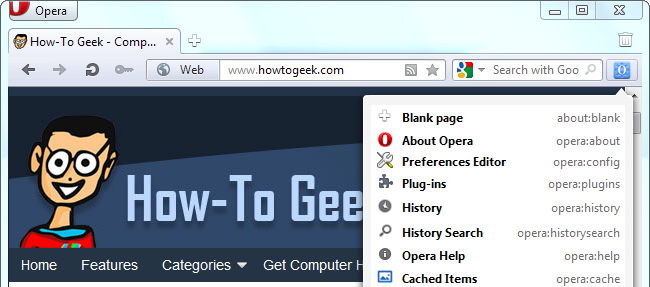 Opera
How-To Geek - Comp...
Web www.howtogeek.com Search with Goo
Blank page about:blank
About Opera opera:about
Preferences Editor opera:config
Plug-ins opera:plugins
History opera:history
History Search opera:historysearch
Opera Help opera:help
Cached Items opera:cache
How-To Gee
Home Features Categories Get Computer H